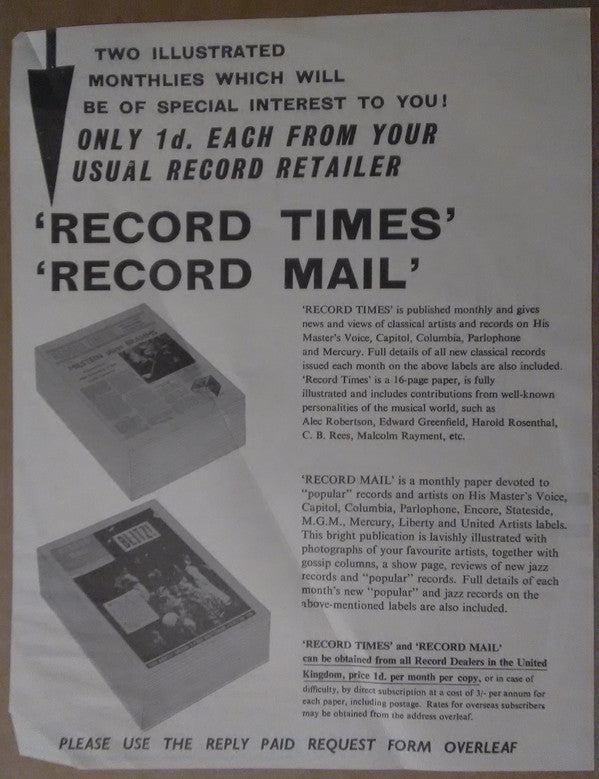 TWO ILLUSTRATED
MONTHLIES WHICH WILL
BE OF SPECIAL INTEREST TO YOU!
ONLY 1d. EACH FROM YOUR
USUAL RECORD RETAILER
‘RECORD TIMES’
‘RECORD MAIL’
‘RECORD TIMES’ is published monthly and gives
news and views of classical artists and records on His
Master's Voice, Capitol, Columbia, Parlophone
and Mercury. Full details of all new classical records
issued each month on the above labels are also included.
‘Record Times’ is a 16-page paper, is fully
illustrated and includes contributions from well-known
personalities of the musical world, such as
Alec Robertson, Edward Greenfield, Harold Rosenthal,
C. B. Rees, Malcolm Rayment, etc.
MILSTEIN plays BRAHMS
‘RECORD MAIL’ is a monthly paper devoted to
“popular” records and artists on His Master's Voice,
Capitol, Columbia, Parlophone, Encore, Stateside,
M.G.M., Mercury, Liberty and United Artists labels.
This bright publication is lavishly illustrated with
photographs of your favourite artists, together with
gossip columns, a show page, reviews of new jazz
records and “popular” records. Full details of each
month's new “popular” and jazz records on the
above-mentioned labels are also included.
BLITZ!
‘RECORD TIMES’ and ‘RECORD MAIL’
can be obtained from all Record Dealers in the United
Kingdom, price 1d. per month per copy, or in case of
difficulty, by direct subscription at a cost of 3/- per annum for
each paper, including postage. Rates for overseas subscribers
may be obtained from the address overleaf.
PLEASE USE THE REPLY PAID REQUEST FORM OVERLEAF